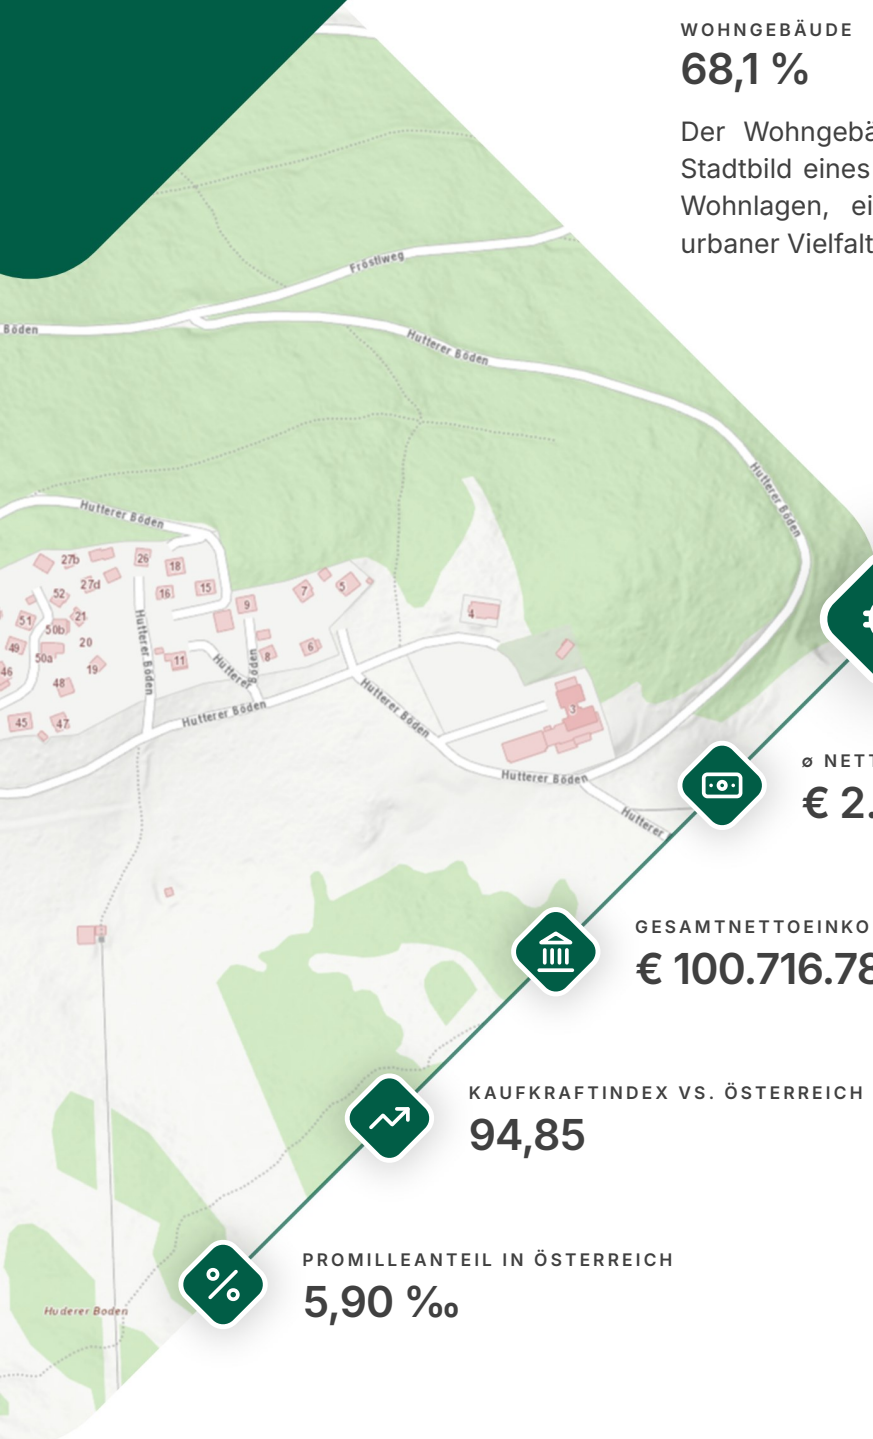 WOHNGEBÄUDE
68,1 %
Der Wohngebä
Stadtbild eines
Wohnlagen, ei
urbaner Vielfalt
Fröstlweg
Böden
Hutterer Böden
Hutterer Böden
Hutterer Böden
27b
26
18
27d
52
16
15
9
7
5
4
51
21
50b
20
49
50a
19
46
48
11
8
6
45
47
3
Hutterer Böden
Hutterer
Böden
Hutterer Böden
Hutterer Böden
Hutterer Böden
Hutterer
ø NETT
€ 2.
GESAMTNETTOEINKO
€ 100.716.78
KAUFKRAFTINDEX VS. ÖSTERREICH
94,85
PROMILLEANTEIL IN ÖSTERREICH
5,90 ‰
Huderer Boden